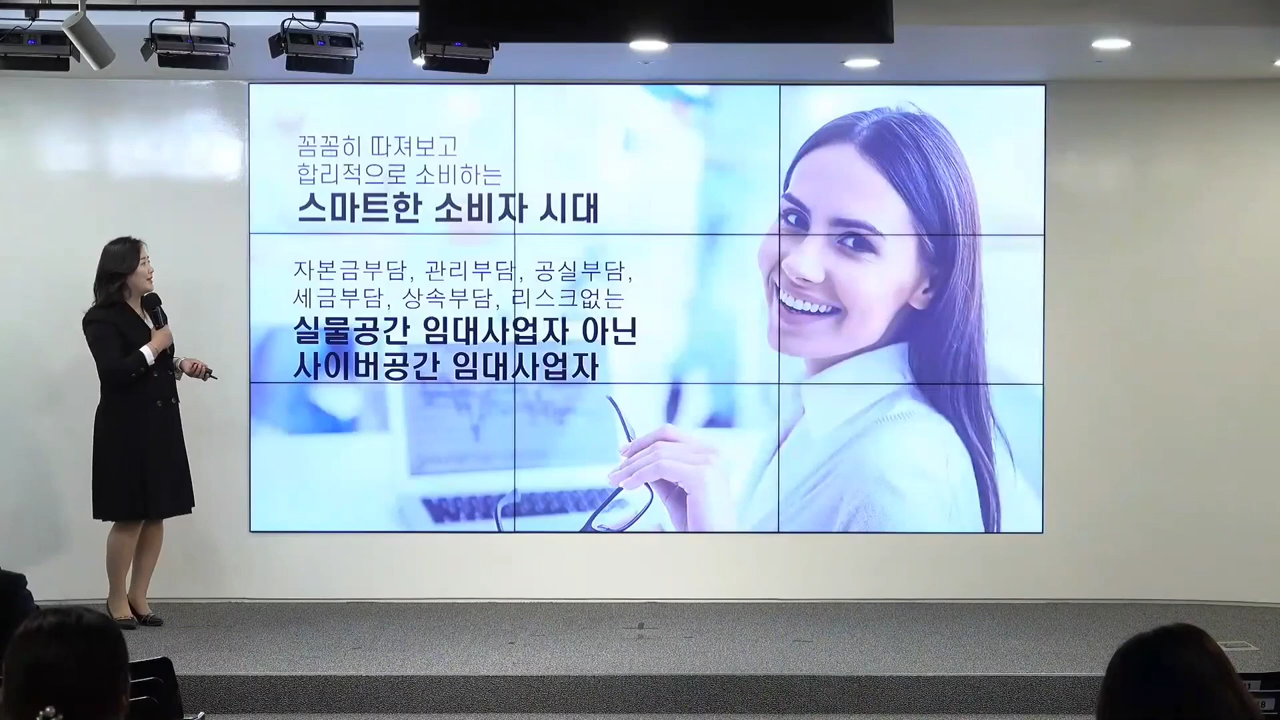 꼼꼼히 따져보고
합리적으로 소비하는
스마트한 소비자 시대
자본금부담, 관리부담, 공실부담,
세금부담, 상속부담, 리스크없는
실물공간 임대사업자 아닌
사이버공간 임대사업자